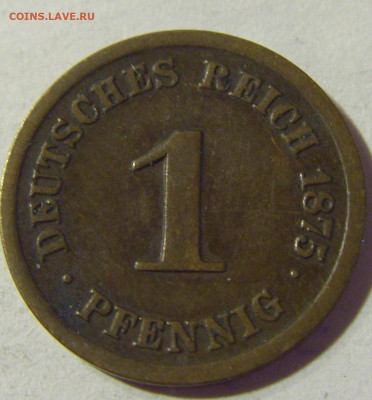 COINS.LAVE.RU
DEUTSCHES REICH 1875 ·
1
· PFENNIG